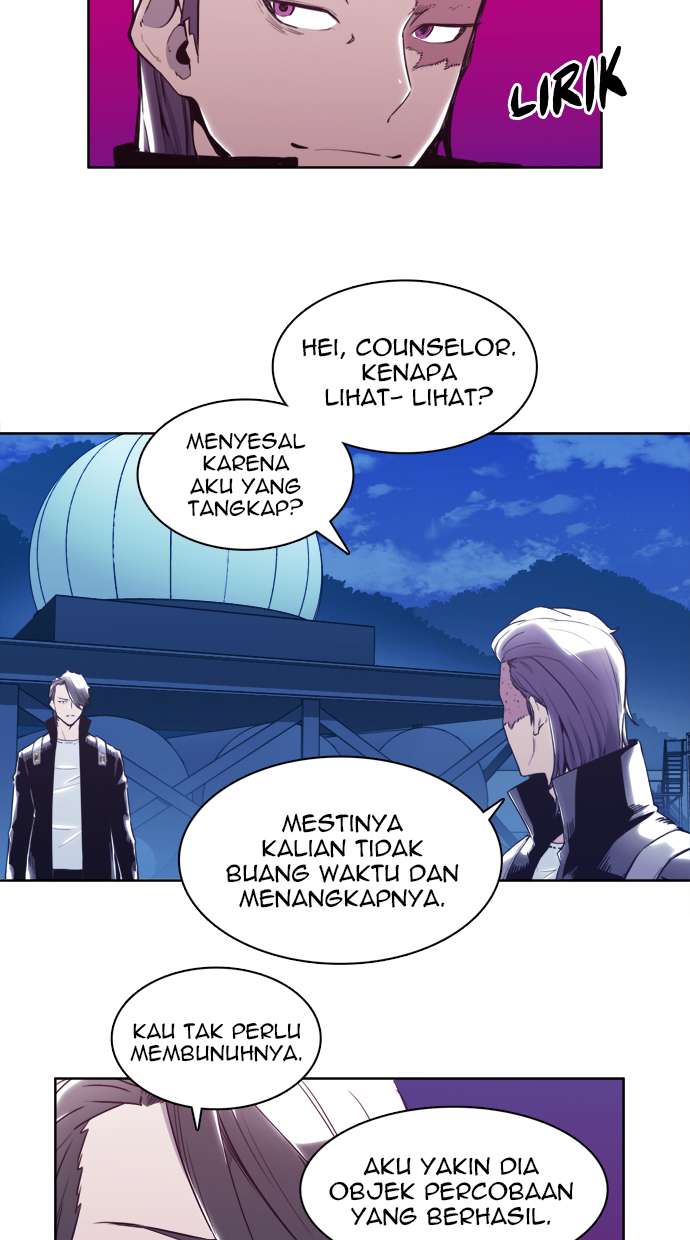 LIRIK
HEI, COUNSELOR.
KENAPA
LIHAT- LIHAT?
MENYESAL
KARENA
AKU YANG
TANGKAP?
MESTINYA
KALIAN TIDAK
BUANG WAKTU DAN
MENANGKAPNYA.
KAU TAK PERLU
MEMBUNUHNYA.
AKU YAKIN DIA
OBJEK PERCOBAAN
YANG BERHASIL.